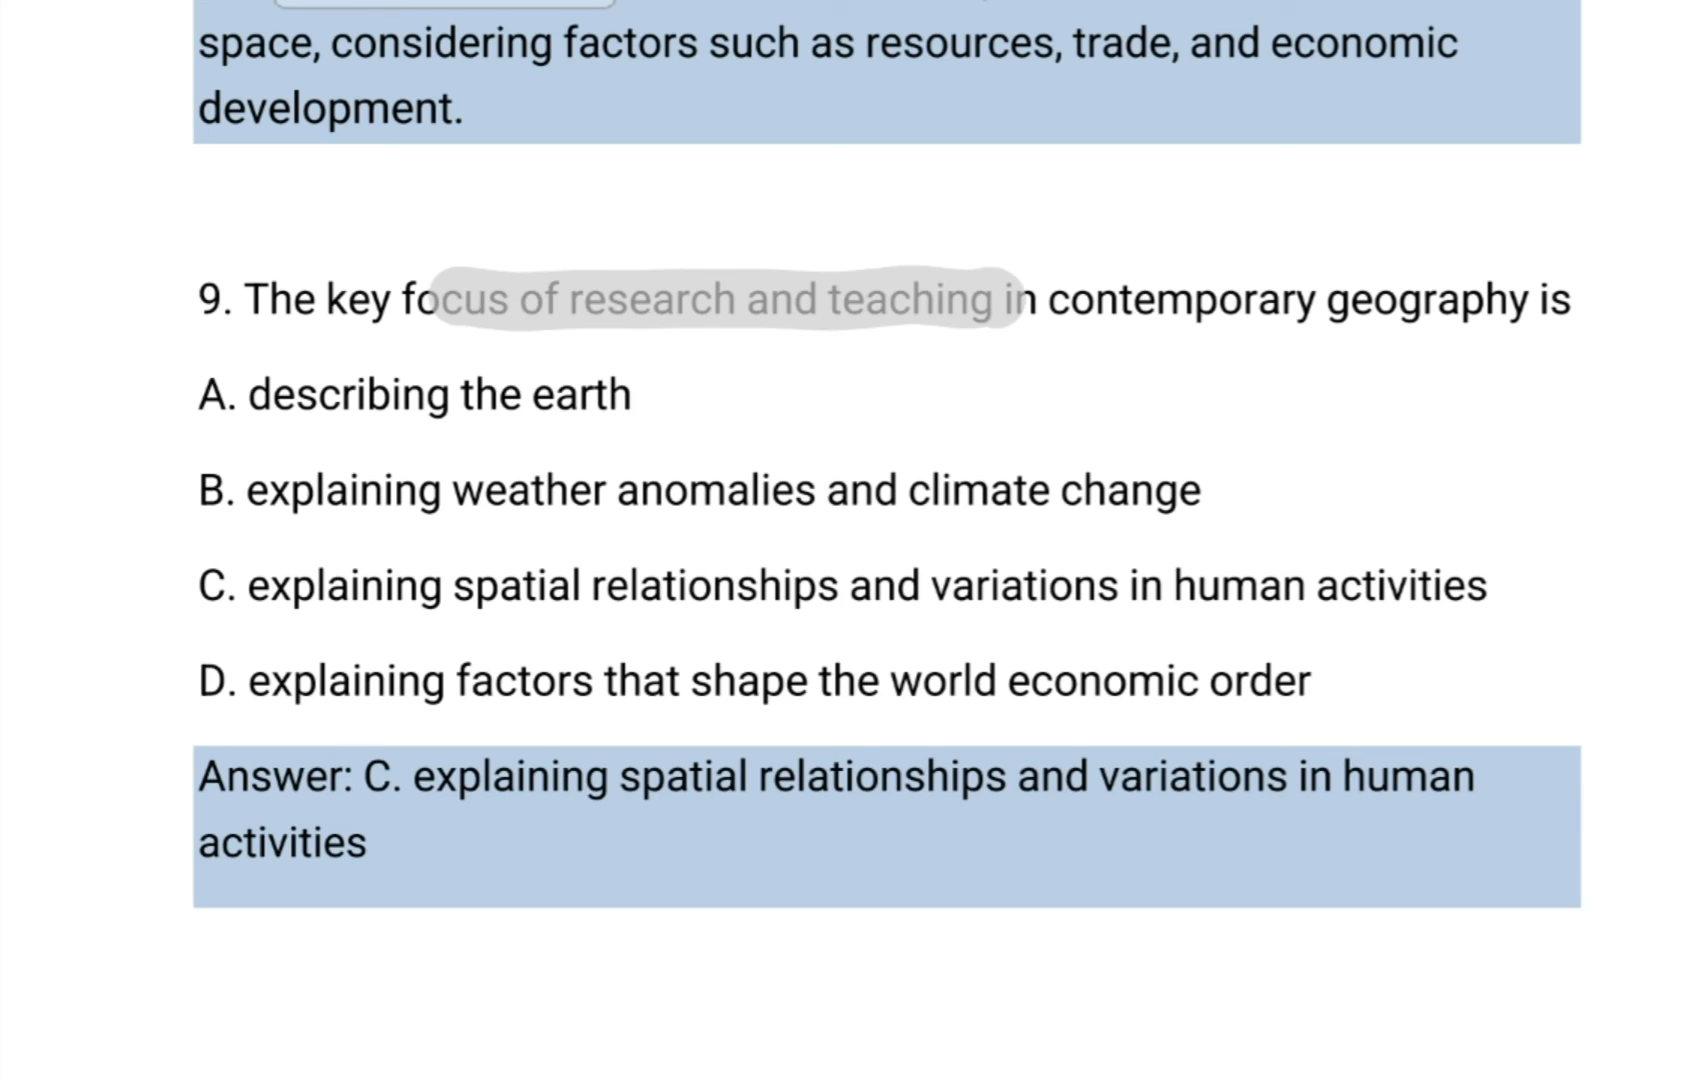 space, considering factors such as resources, trade, and economic
development.
9. The key focus of research and teaching in contemporary geography is
A. describing the earth
B. explaining weather anomalies and climate change
C. explaining spatial relationships and variations in human activities
D. explaining factors that shape the world economic order
Answer: C. explaining spatial relationships and variations in human
activities